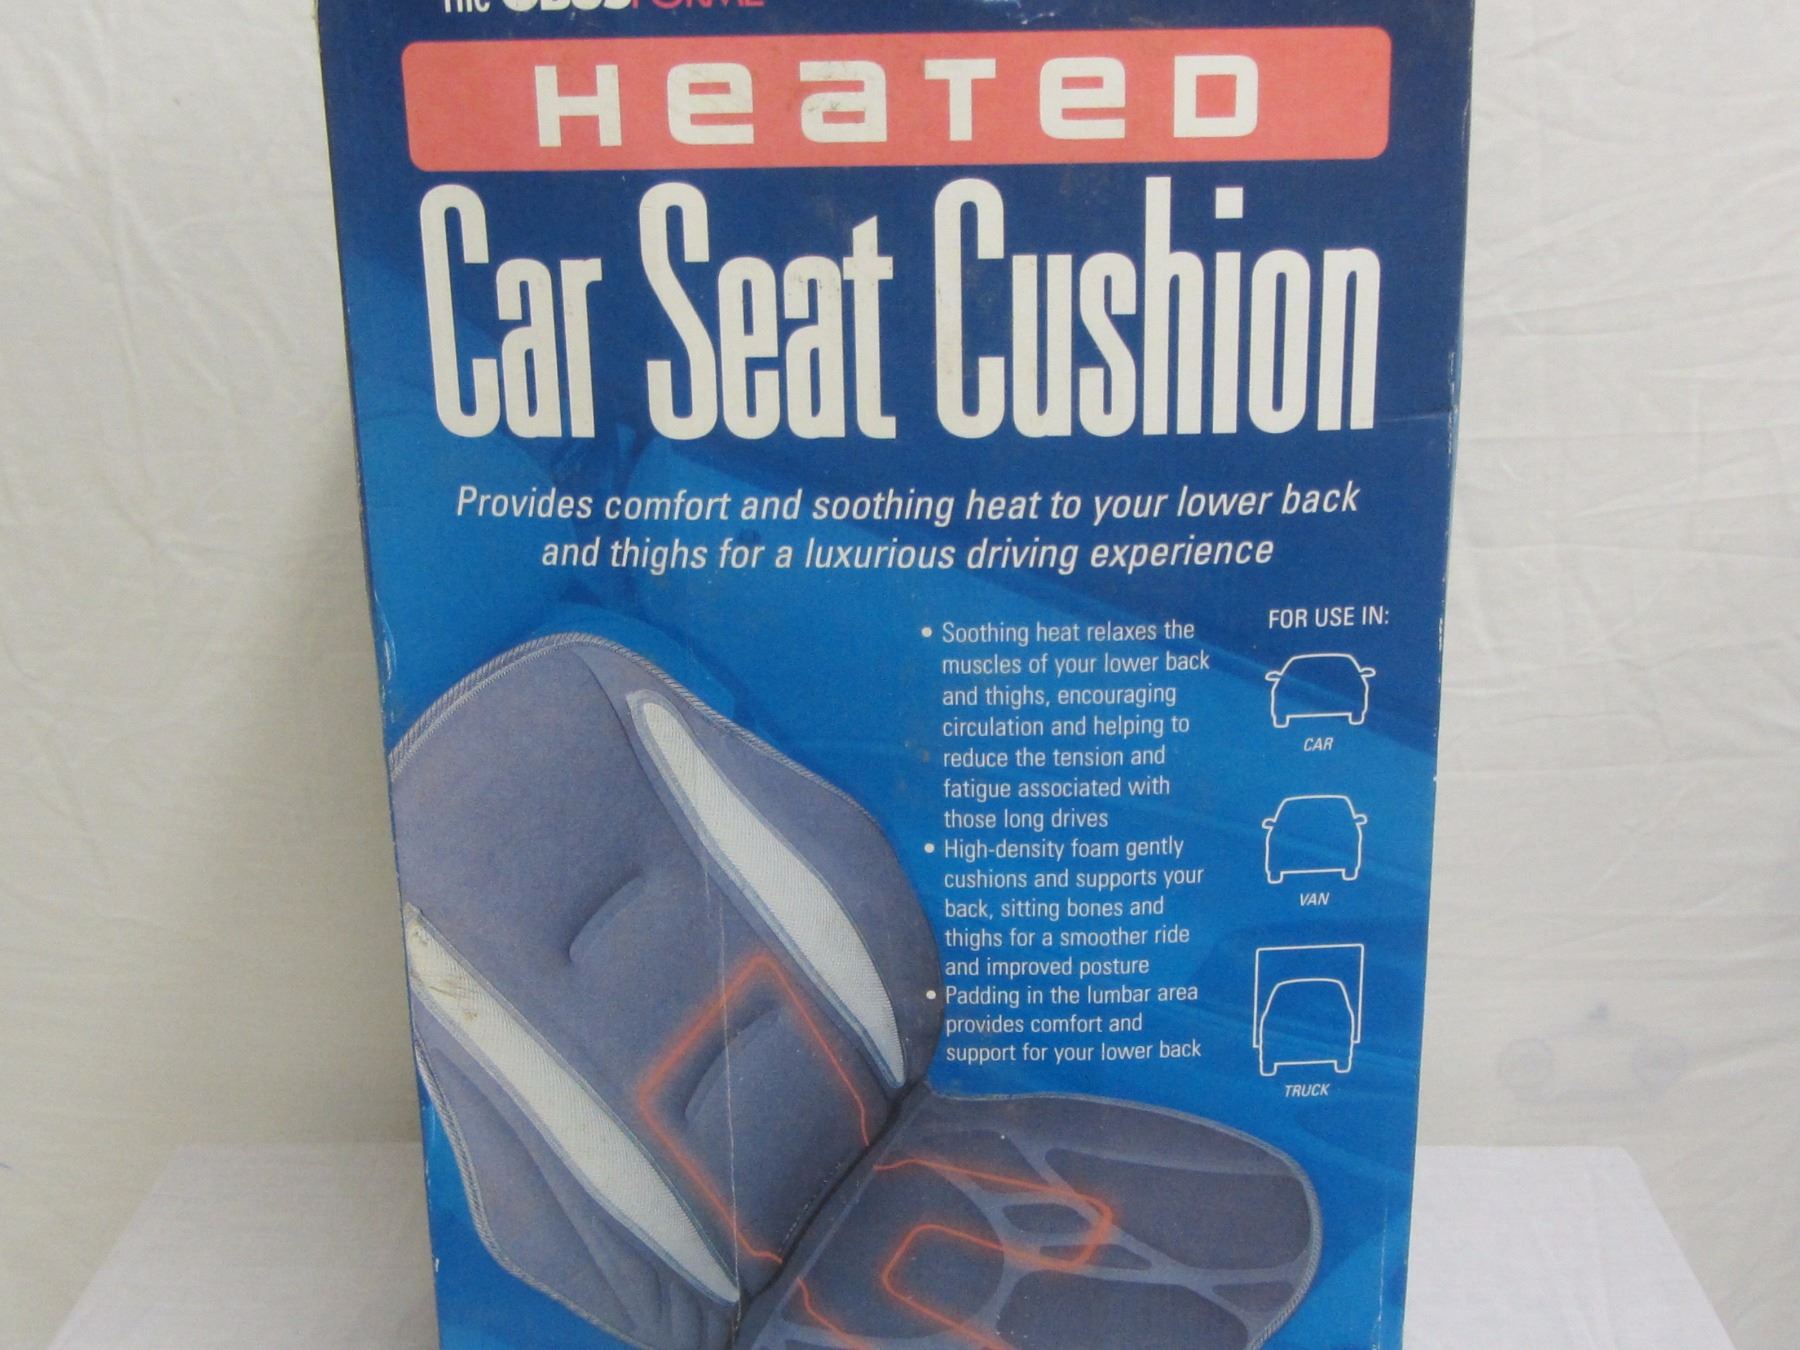 The OBUSFORME
HEATED
Car Seat Cushion
Provides comfort and soothing heat to your lower back
and thighs for a luxurious driving experience
• Soothing heat relaxes the
muscles of your lower back
and thighs, encouraging
circulation and helping to
reduce the tension and
fatigue associated with
those long drives
• High-density foam gently
cushions and supports your
back, sitting bones and
thighs for a smoother ride
and improved posture
• Padding in the lumbar area
provides comfort and
support for your lower back
FOR USE IN:
CAR
VAN
TRUCK